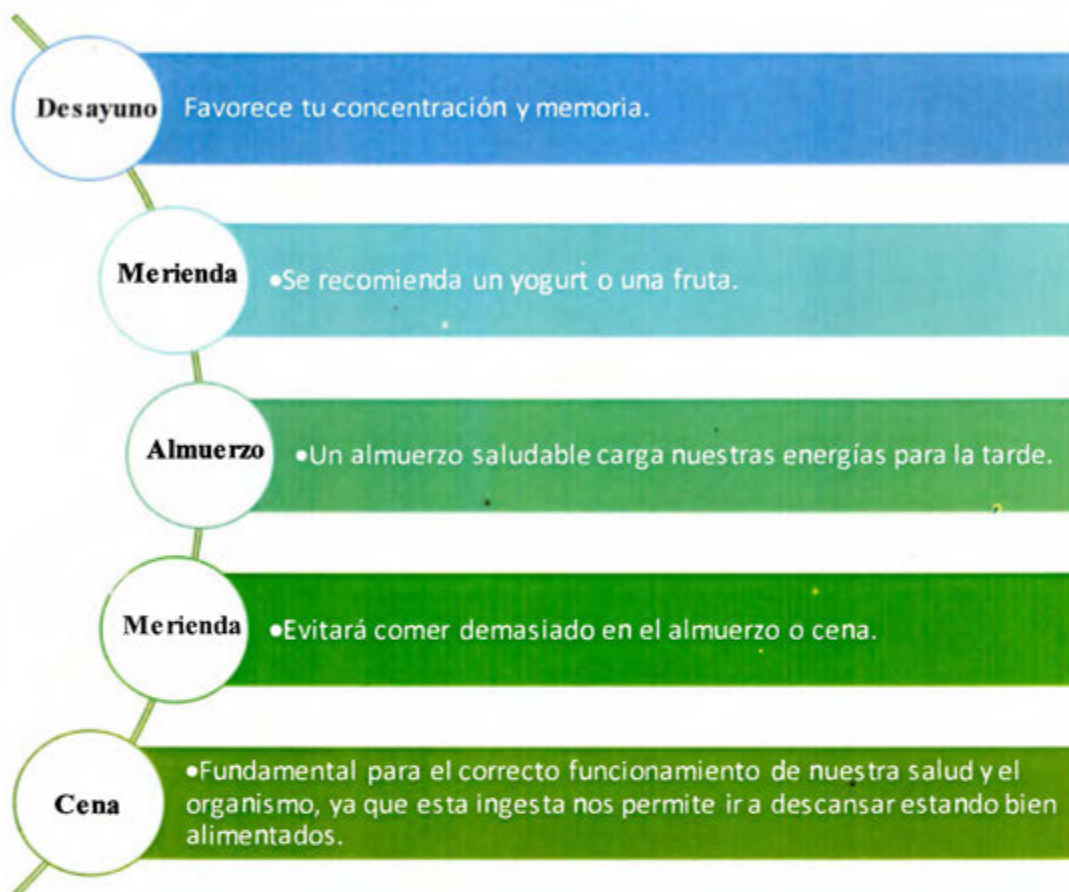 Desayuno
Favorece tu concentración y memoria.
Merienda
•Se recomienda un yogurt o una fruta.
Almuerzo
•Un almuerzo saludable carga nuestras energías para la tarde.
Merienda
•Evitará comer demasiado en el almuerzo o cena.
Cena
•Fundamental para el correcto funcionamiento de nuestra salud y el
organismo, ya que esta ingesta nos permite ir a descansar estando bien
alimentados.